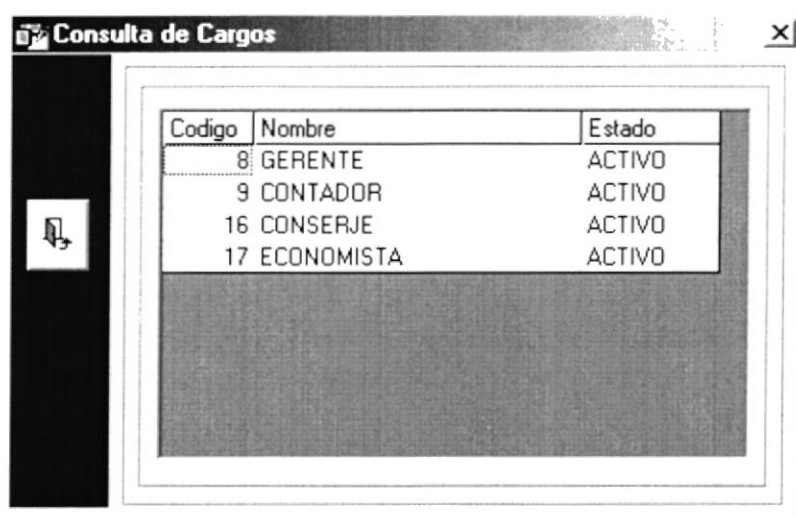 Consulta de Cargos
Codigo Nombre Estado
8 GERENTE ACTIVO
9 CONTADOR ACTIVO
16 CONSERJE ACTIVO
17 ECONOMISTA ACTIVO